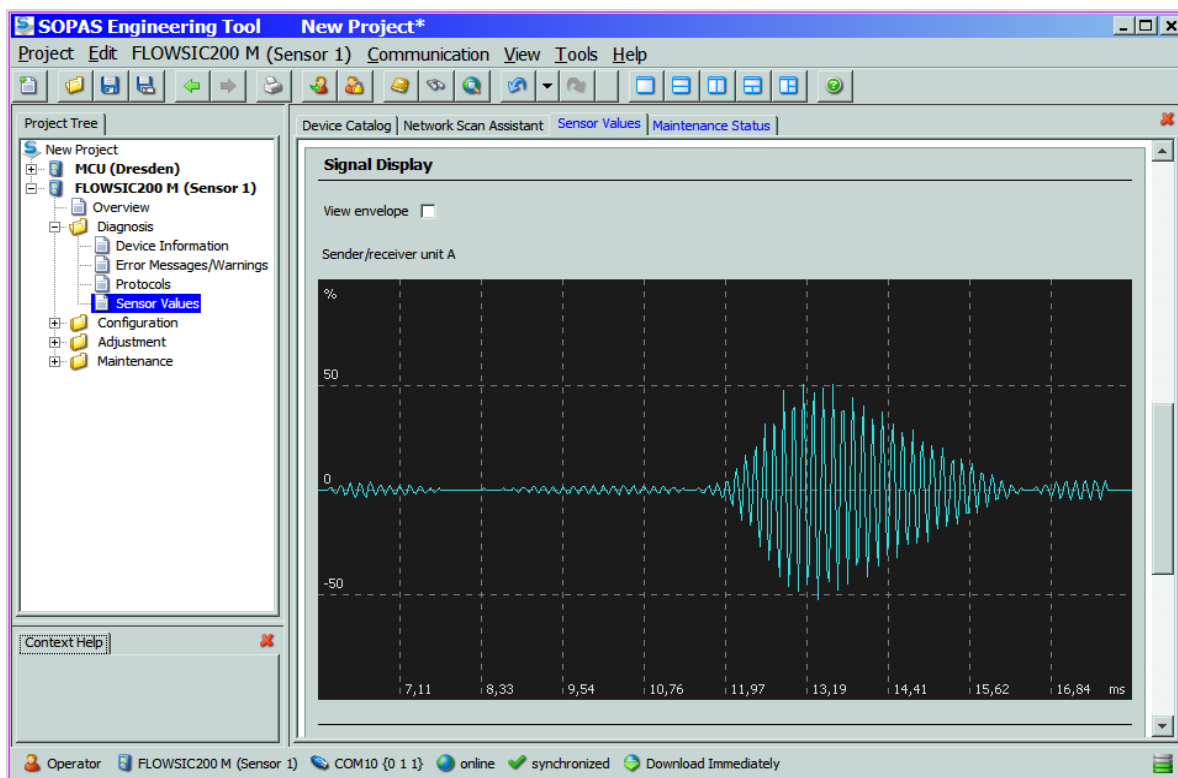 SOPAS Engineering Tool New Project*
Project Edit FLOWSIC200 M (Sensor 1) Communication View Tools Help
Project Tree
New Project
MCU (Dresden)
FLOWSIC200 M (Sensor 1)
Overview
Diagnosis
Device Information
Error Messages/Warnings
Protocols
Sensor Values
Configuration
Adjustment
Maintenance
Context Help
Device Catalog Network Scan Assistant Sensor Values Maintenance Status
Signal Display
View envelope
Sender/receiver unit A
%
50
0
-50
7,11 8,33 9,54 10,76 11,97 13,19 14,41 15,62 16,84 ms
Operator FLOWSIC200 M (Sensor 1) COM10 {0 1 1} online synchronized Download Immediately